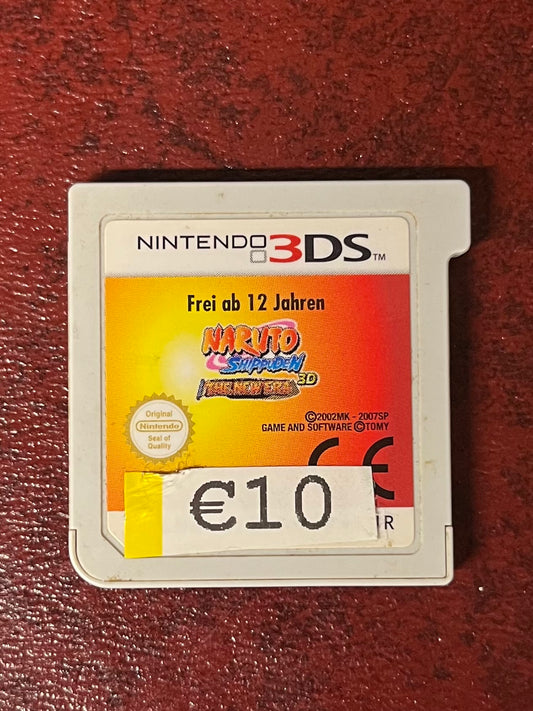 NINTENDO 3DS™
Frei ab 12 Jahren
NARUTO
SHIPPUDEN
THE NEW ERA 3D
Original
Nintendo
Seal of
Quality
©2002MK - 2007SP
GAME AND SOFTWARE ©TOMY
CE
€10
R